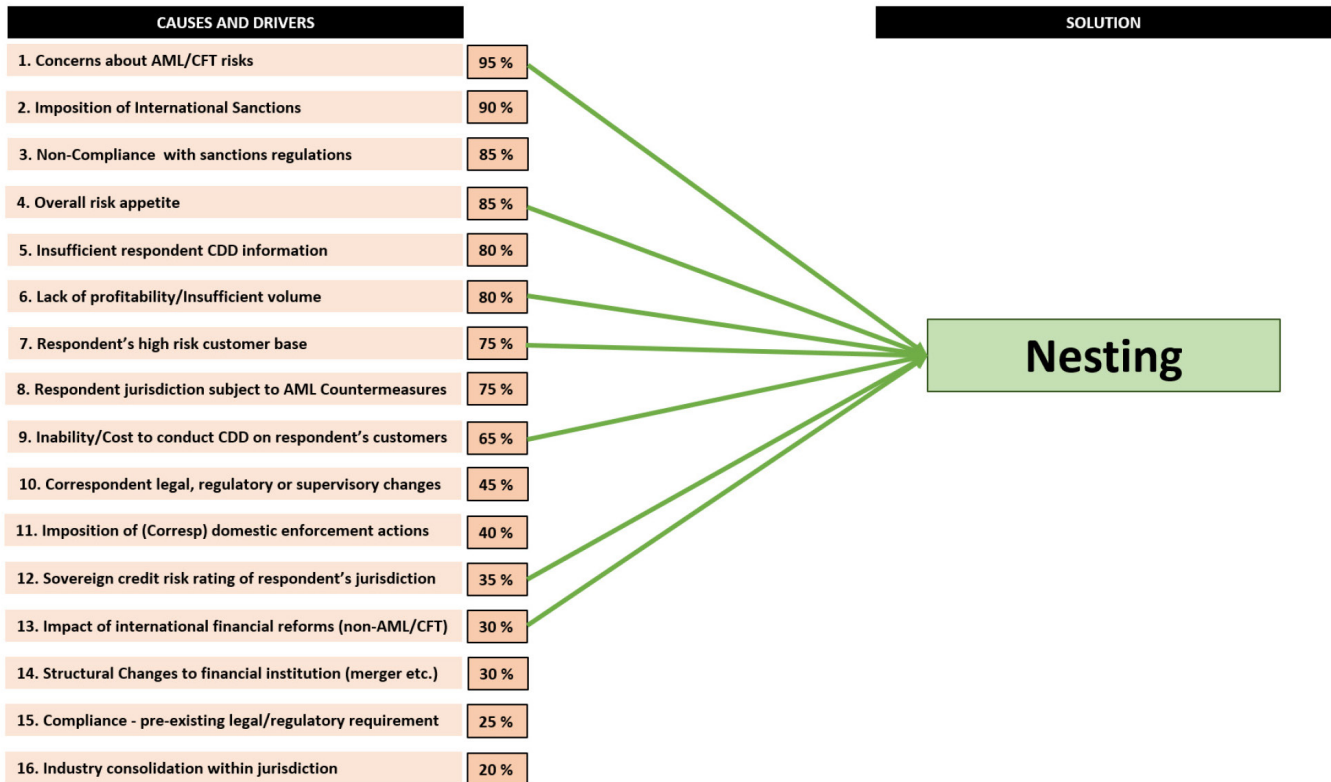 CAUSES AND DRIVERS
SOLUTION
1. Concerns about AML/CFT risks 95 %
2. Imposition of International Sanctions 90 %
3. Non-Compliance with sanctions regulations 85 %
4. Overall risk appetite 85 %
5. Insufficient respondent CDD information 80 %
6. Lack of profitability/Insufficient volume 80 %
7. Respondent's high risk customer base 75 %
Nesting
8. Respondent jurisdiction subject to AML Countermeasures 75 %
9. Inability/Cost to conduct CDD on respondent's customers 65 %
10. Correspondent legal, regulatory or supervisory changes 45 %
11. Imposition of (Corresp) domestic enforcement actions 40 %
12. Sovereign credit risk rating of respondent's jurisdiction 35 %
13. Impact of international financial reforms (non-AML/CFT) 30 %
14. Structural Changes to financial institution (merger etc.) 30 %
15. Compliance - pre-existing legal/regulatory requirement 25 %
16. Industry consolidation within jurisdiction 20 %